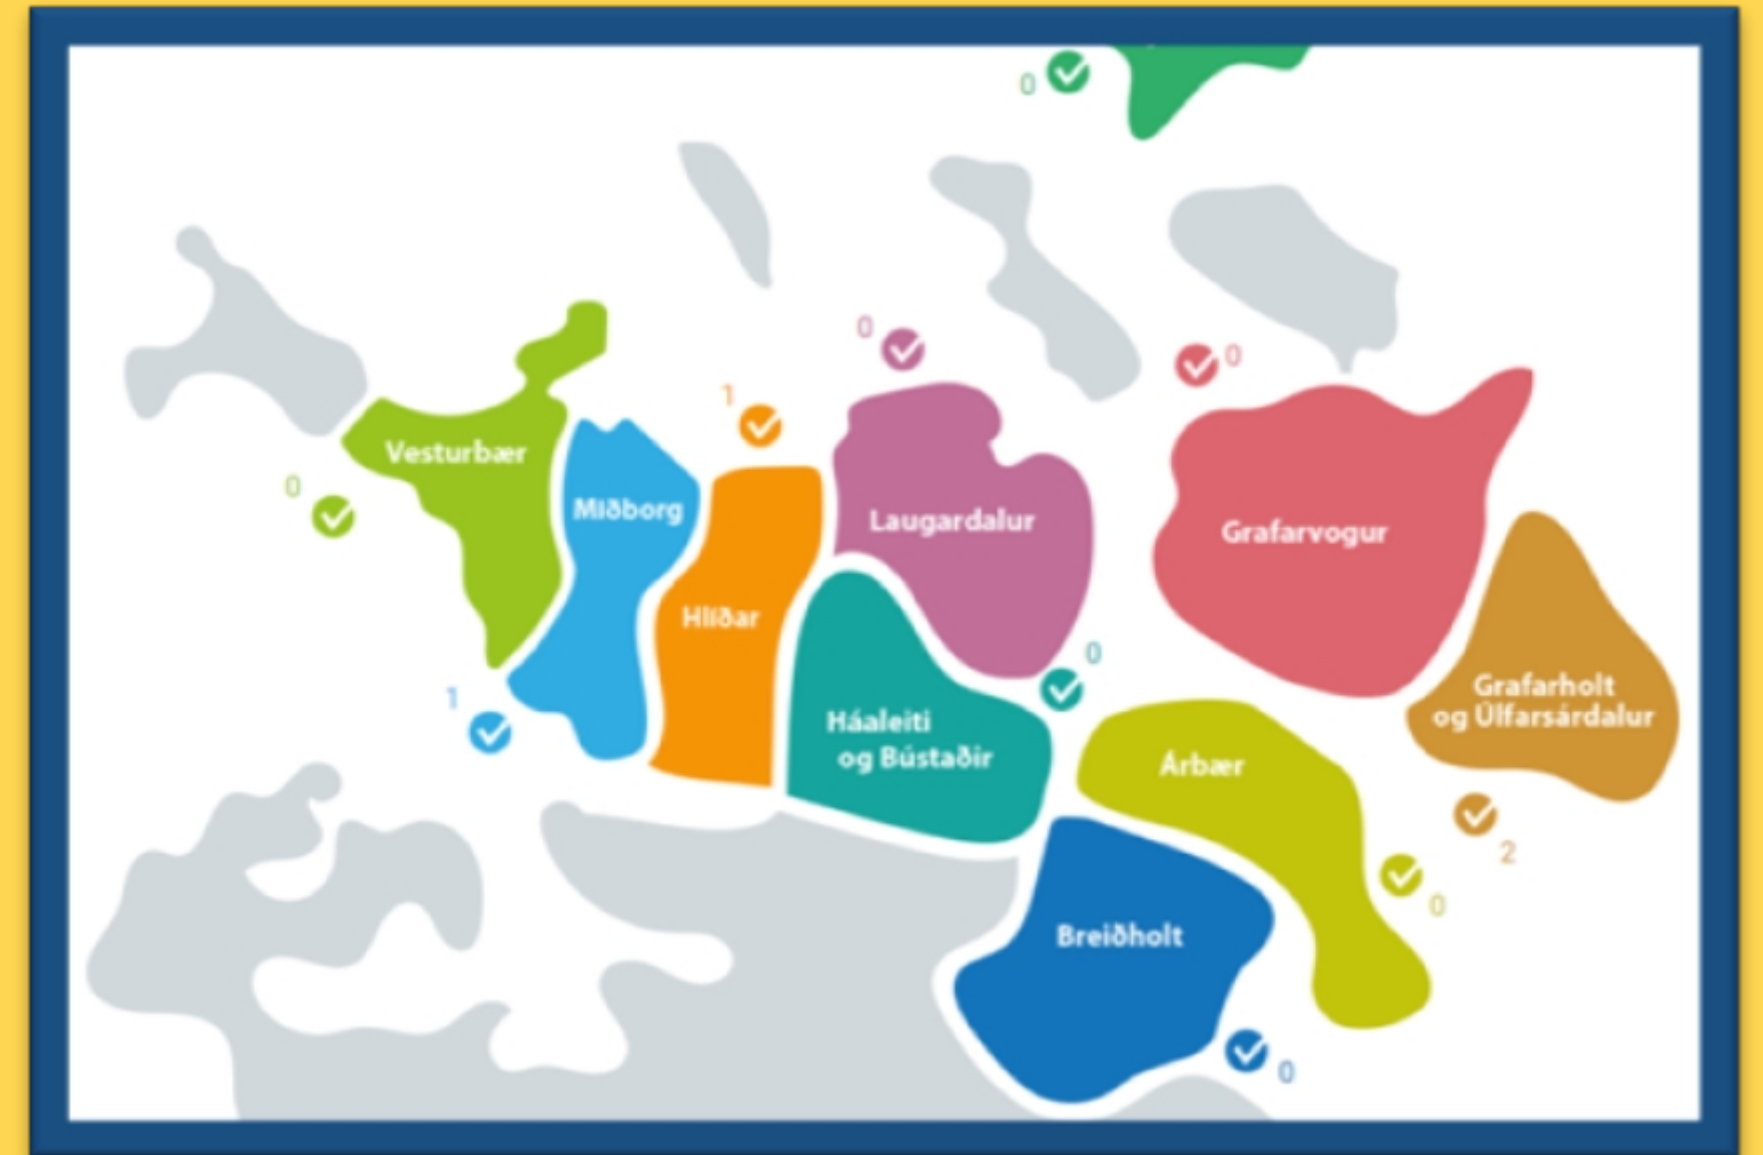 0
0
0
1
Vesturbær
0
Miðborg
Laugardalur
Grafarvogur
Hlíðar
0
Grafarholt
og Úlfarsárdalur
1
Háaleiti
og Bústaðir
Árbær
2
0
Breiðholt
0